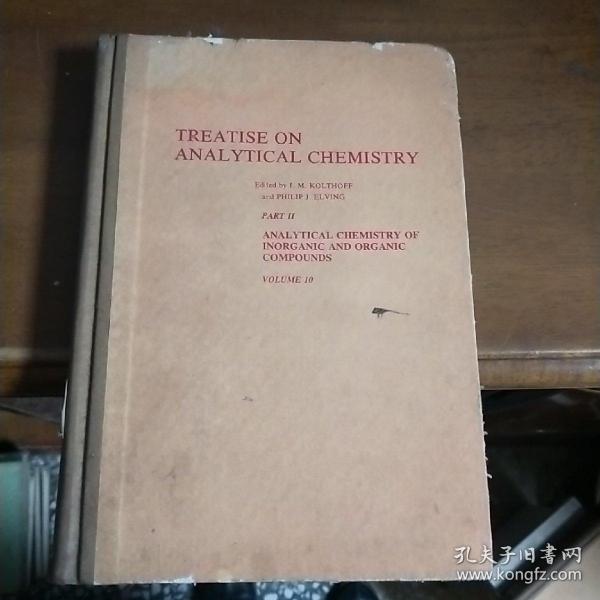 TREATISE ON
ANALYTICAL CHEMISTRY
Edited by I. M. KOLTHOFF
and PHILIP J. ELVING
PART II
ANALYTICAL CHEMISTRY OF
INORGANIC AND ORGANIC
COMPOUNDS
VOLUME 10
孔夫子旧书网
www.kongfz.com